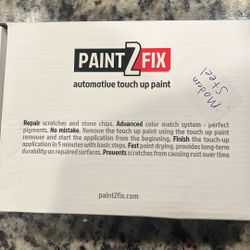 PAINT2FIX
automotive touch up paint
Modern
Steel
Repair scratches and stone chips. Advanced color match system - perfect
pigments. No mistake, Remove the touch up paint using the touch up paint
remover and start the application from the beginning. Finish the touch-up
application in 5 minutes with basic steps. Fast paint drying, provides long-term
durability on repaired surfaces. Prevents scratches from causing rust over time
paint2fix.com